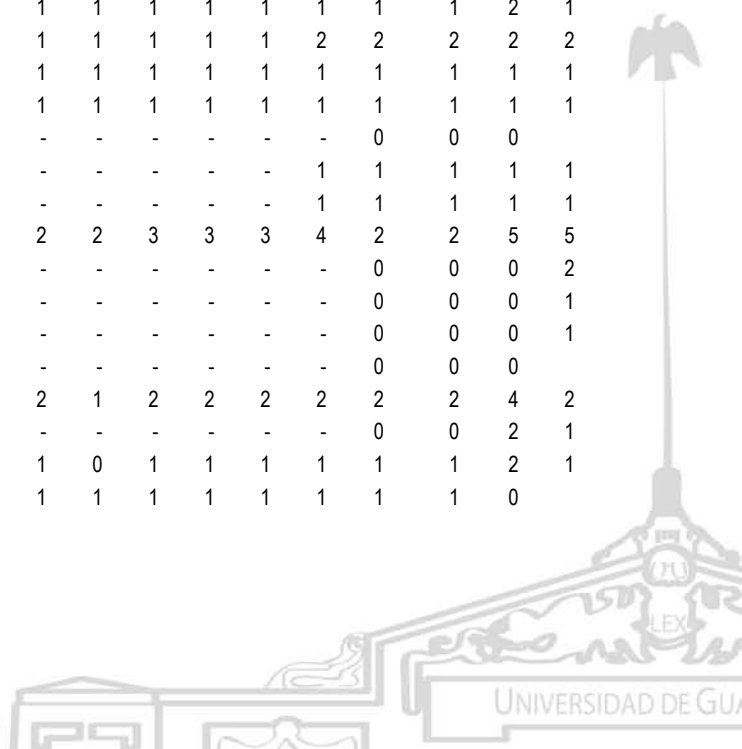 1 1 1 1 1 1 1 1 2 1
1 1 1 1 1 2 2 2 2 2
1 1 1 1 1 1 1 1 1 1
1 1 1 1 1 1 1 1 1 1
- - - - - - 0 0 0
- - - - - 1 1 1 1 1
- - - - - 1 1 1 1 1
2 2 3 3 3 4 2 2 5 5
- - - - - - 0 0 0 2
- - - - - - 0 0 0 1
- - - - - - 0 0 0 1
- - - - - - 0 0 0
2 1 2 2 2 2 2 2 4 2
- - - - - - 0 0 2 1
1 0 1 1 1 1 1 1 2 1
1 1 1 1 1 1 1 1 0
LEX
UNIVERSIDAD DE